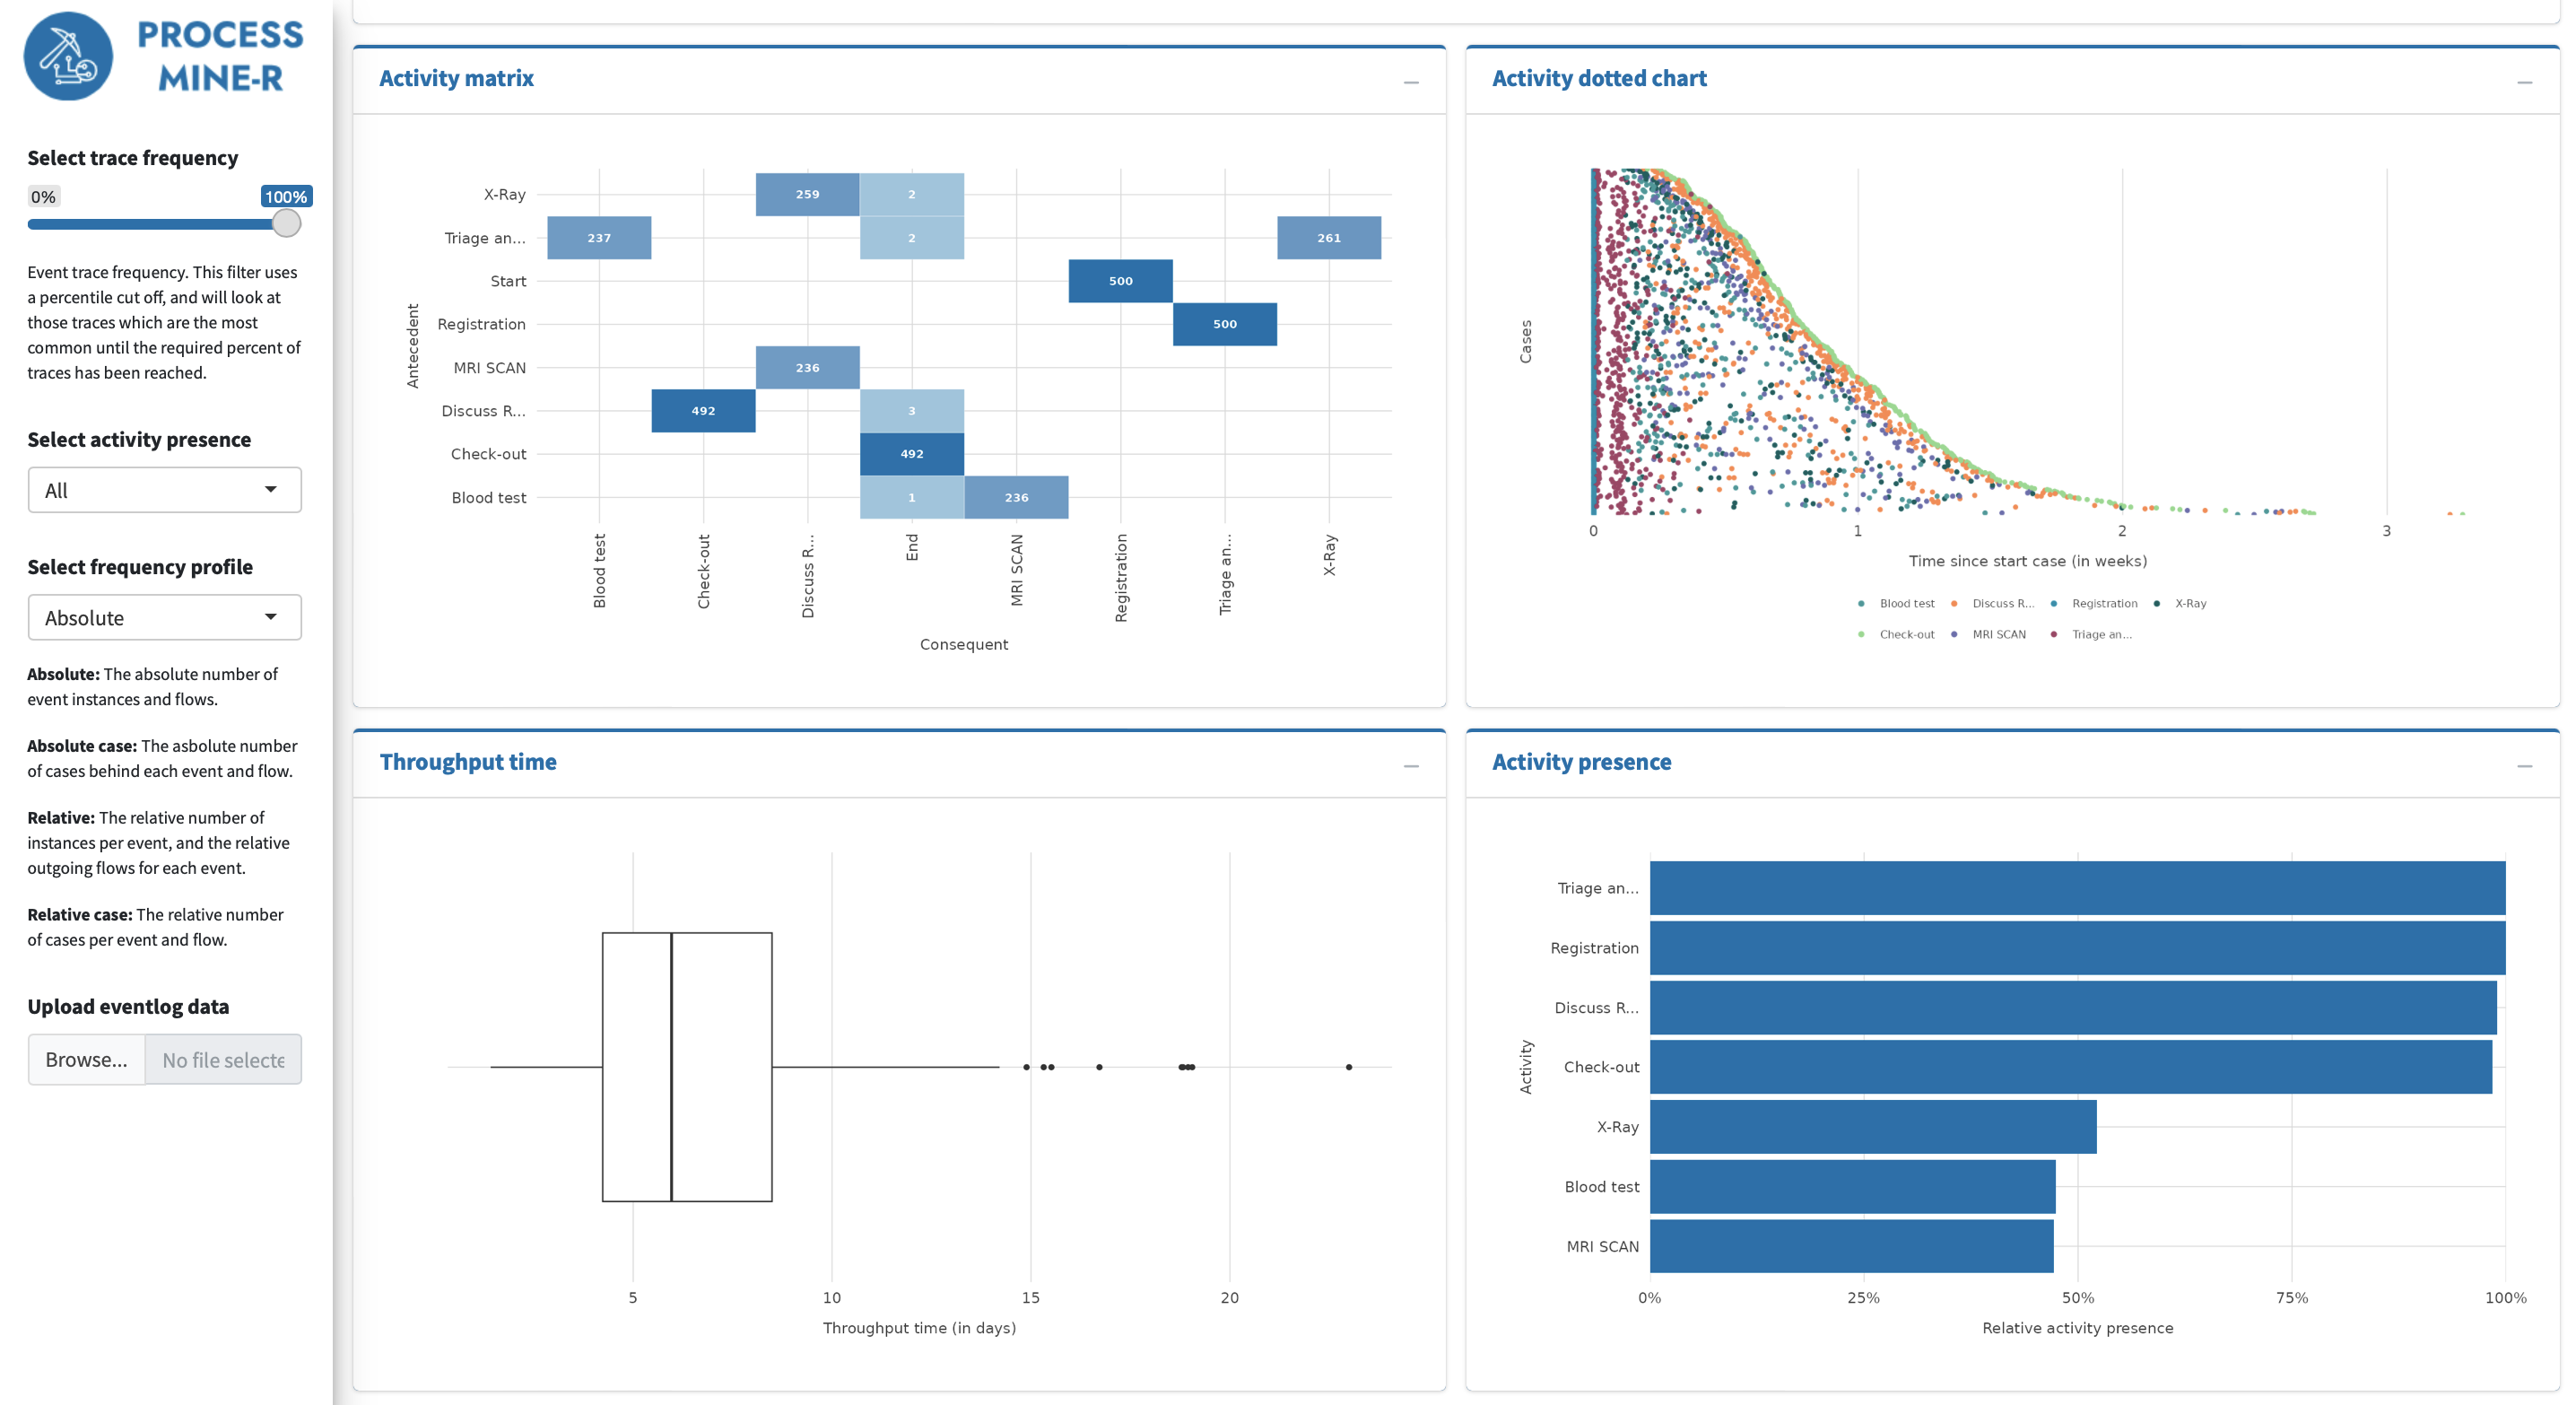 PROCESS
MINE-R
Select trace frequency
0%
100%
Event trace frequency. This filter uses
a percentile cut off, and will look at
those traces which are the most
common until the required percent of
traces has been reached.
Select activity presence
All
Select frequency profile
Absolute
Absolute: The absolute number of
event instances and flows.
Absolute case: The asbolute number
of cases behind each event and flow.
Relative: The relative number of
instances per event, and the relative
outgoing flows for each event.
Relative case: The relative number
of cases per event and flow.
Upload eventlog data
Browse... No file selecte
Activity matrix
Antecedent
X-Ray 259 2
Triage an... 237 2 261
Start 500
Registration 500
MRI SCAN 236
Discuss R... 492 3
Check-out 492
Blood test 1 236
Blood test
Check-out
Discuss R...
End
MRI SCAN
Registration
Triage an...
X-Ray
Consequent
Activity dotted chart
Cases
0 1 2 3
Time since start case (in weeks)
Blood test Discuss R... Registration X-Ray
Check-out MRI SCAN Triage an...
Throughput time
5 10 15 20
Throughput time (in days)
Activity presence
Activity
Triage an...
Registration
Discuss R...
Check-out
X-Ray
Blood test
MRI SCAN
0% 25% 50% 75% 100%
Relative activity presence